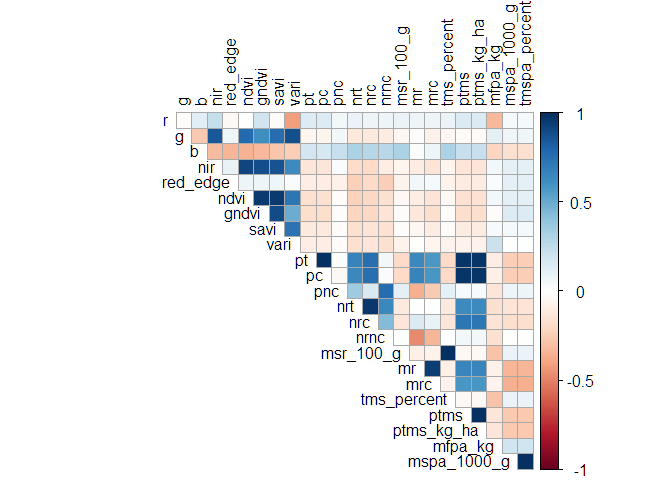 g
b
nir
red_edge
ndvi
gndvi
savi
vari
pt
pc
pnc
nrt
nrc
nrnc
msr_100_g
mr
mrc
tms_percent
ptms
ptms_kg_ha
mfpa_kg
mspa_1000_g
tmspa_percent
r
g
b
nir
red_edge
ndvi
gndvi
savi
vari
pt
pc
pnc
nrt
nrc
nrnc
msr_100_g
mr
mrc
tms_percent
ptms
ptms_kg_ha
mfpa_kg
mspa_1000_g
1
0.5
0
-0.5
-1